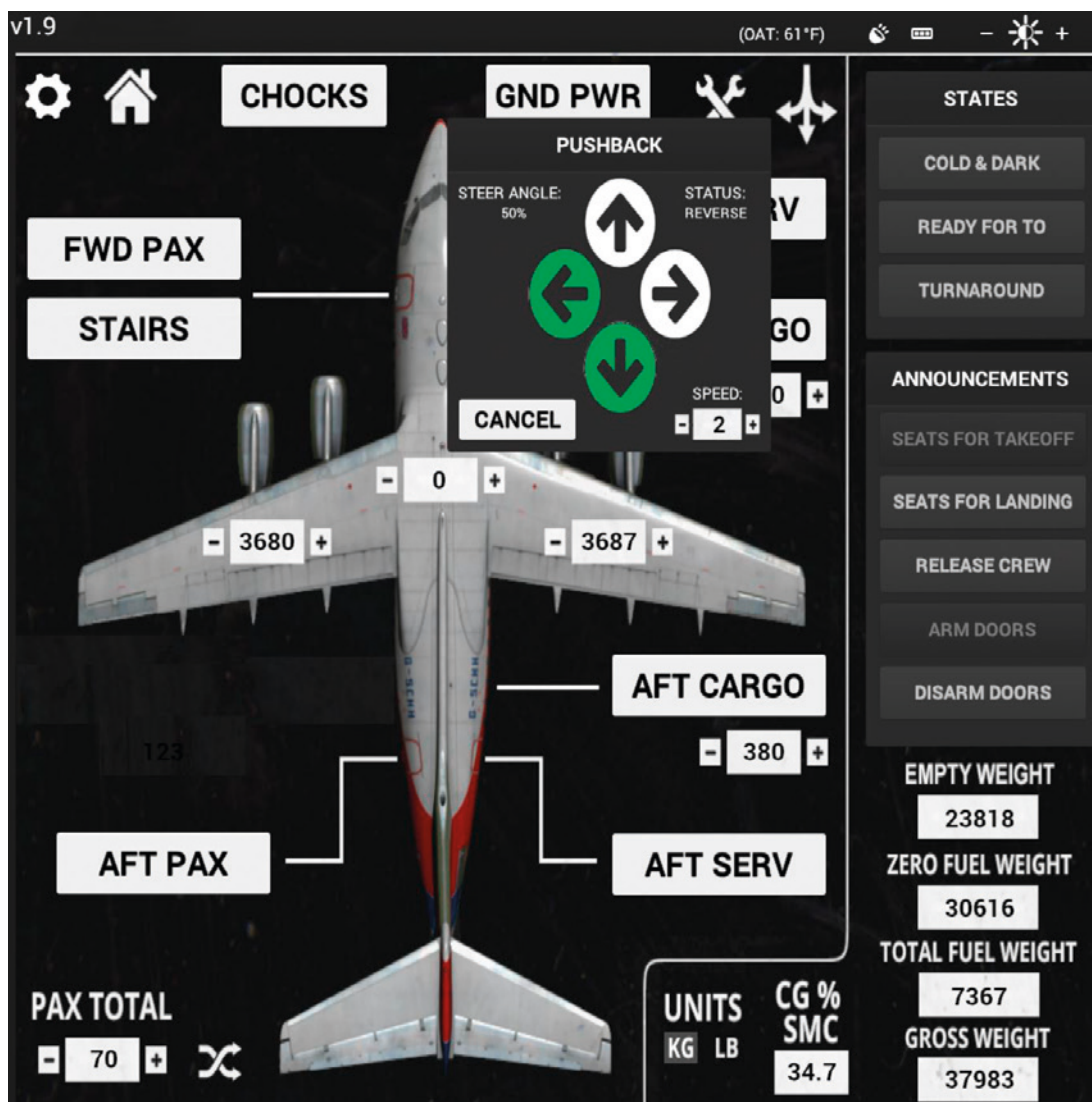 v1.9
(OAT: 61°F)
- +
CHOCKS
GND PWR
STATES
PUSHBACK
COLD & DARK
STEER ANGLE:
50%
STATUS:
REVERSE
RV
READY FOR TO
FWD PAX
TURNAROUND
STAIRS
GO
ANNOUNCEMENTS
SPEED:
- 2 +
0 +
CANCEL
SEATS FOR TAKEOFF
- 0 +
SEATS FOR LANDING
- 3680 +
- 3687 +
RELEASE CREW
ARM DOORS
G-SCHH
G-SCHH
AFT CARGO
DISARM DOORS
123
- 380 +
EMPTY WEIGHT
23818
AFT PAX
AFT SERV
ZERO FUEL WEIGHT
30616
TOTAL FUEL WEIGHT
7367
PAX TOTAL
- 70 +
UNITS
KG LB
CG %
SMC
34.7
GROSS WEIGHT
37983